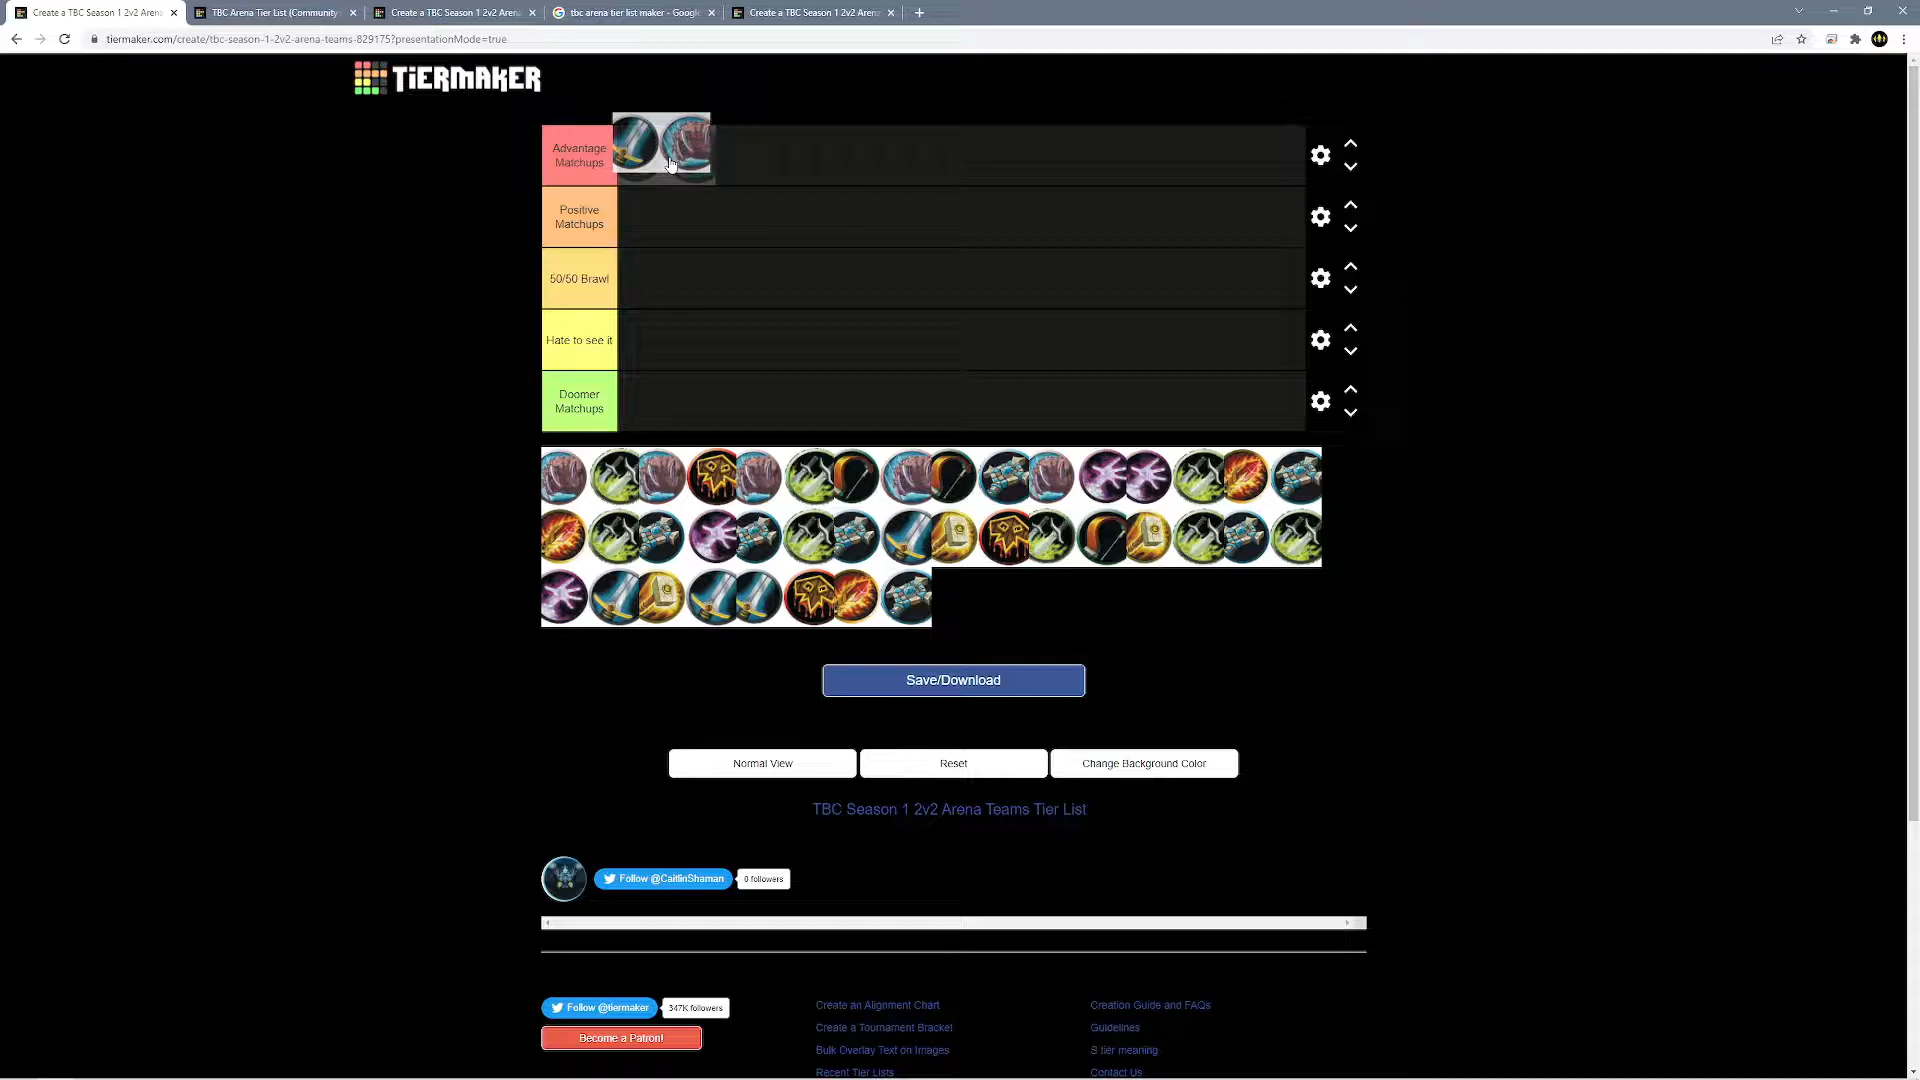 Create a TBC Season 1 2v2 Arena
TBC Arena Tier List (Community
Create a TBC Season 1 2v2 Arena
tbc arena tier list maker - Google
Create a TBC Season 1 2v2 Arena
tiermaker.com/create/tbc-season-1-2v2-arena-teams-829175?presentationMode=true
TiERMAKER
Advantage
Matchups
Positive
Matchups
50/50 Brawl
Hate to see it
Doomer
Matchups
Save/Download
Normal View
Reset
Change Background Color
TBC Season 1 2v2 Arena Teams Tier List
Follow @CaitlinShaman
0 followers
Follow @tiermaker
347K followers
Create an Alignment Chart
Creation Guide and FAQs
Create a Tournament Bracket
Guidelines
Become a Patron!
Bulk Overlay Text on Images
S tier meaning
Recent Tier Lists
Contact Us